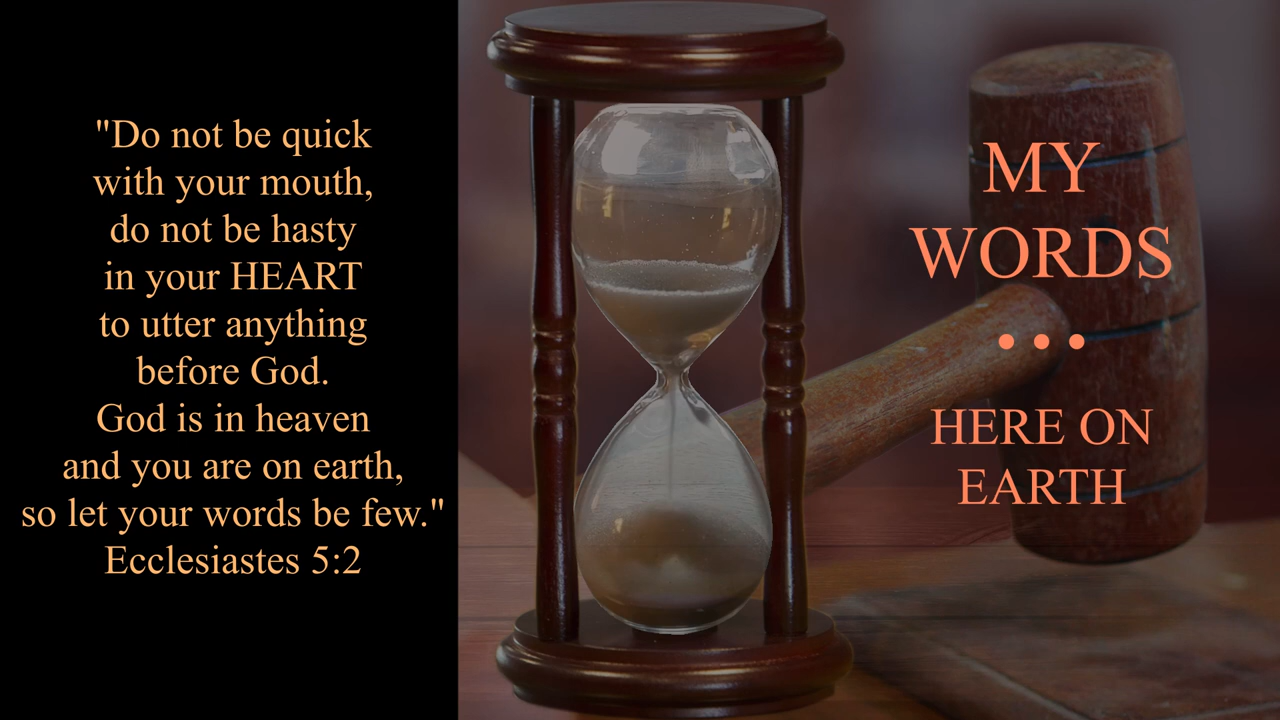 "Do not be quick
with your mouth,
do not be hasty
in your HEART
to utter anything
before God.
God is in heaven
and you are on earth,
so let your words be few."
Ecclesiastes 5:2
MY
WORDS
...
HERE ON
EARTH